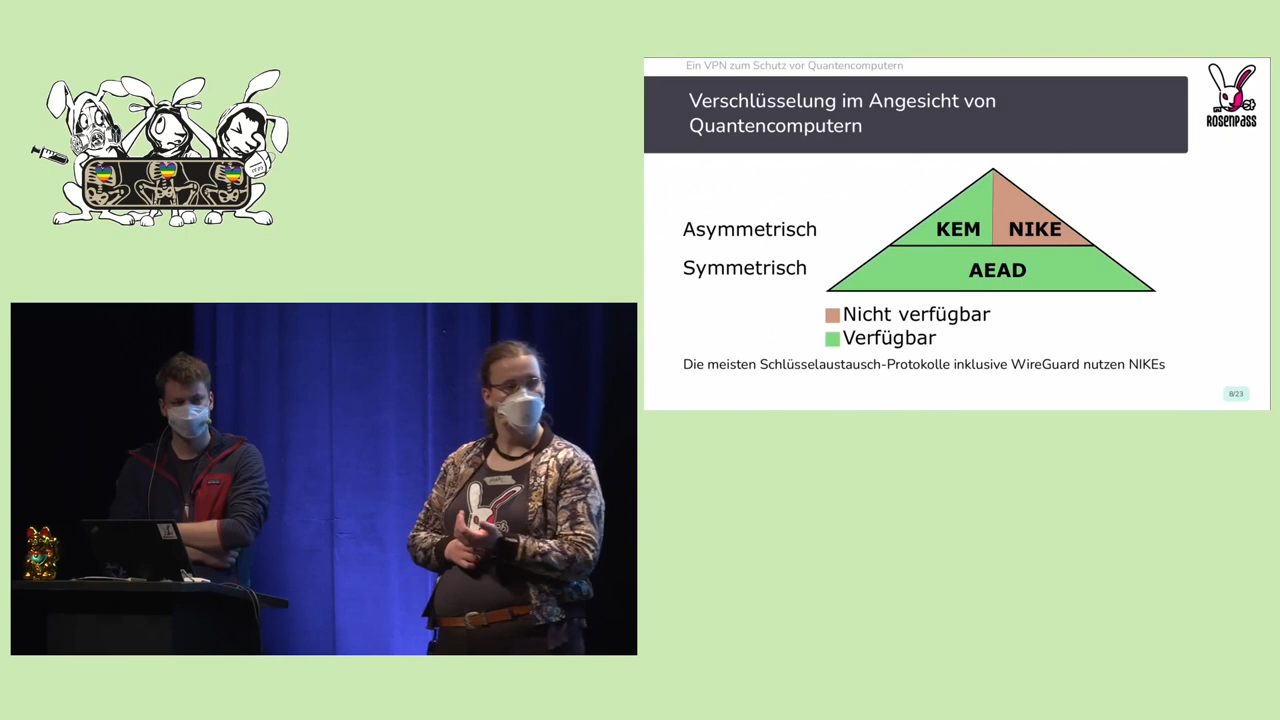 Ein VPN zum Schutz vor Quantencomputern
Verschlüsselung im Angesicht von
Quantencomputern
ROSENPASS
Asymmetrisch
KEM
NIKE
Symmetrisch
AEAD
Nicht verfügbar
Verfügbar
Die meisten Schlüsselaustausch-Protokolle inklusive WireGuard nutzen NIKEs
8/23